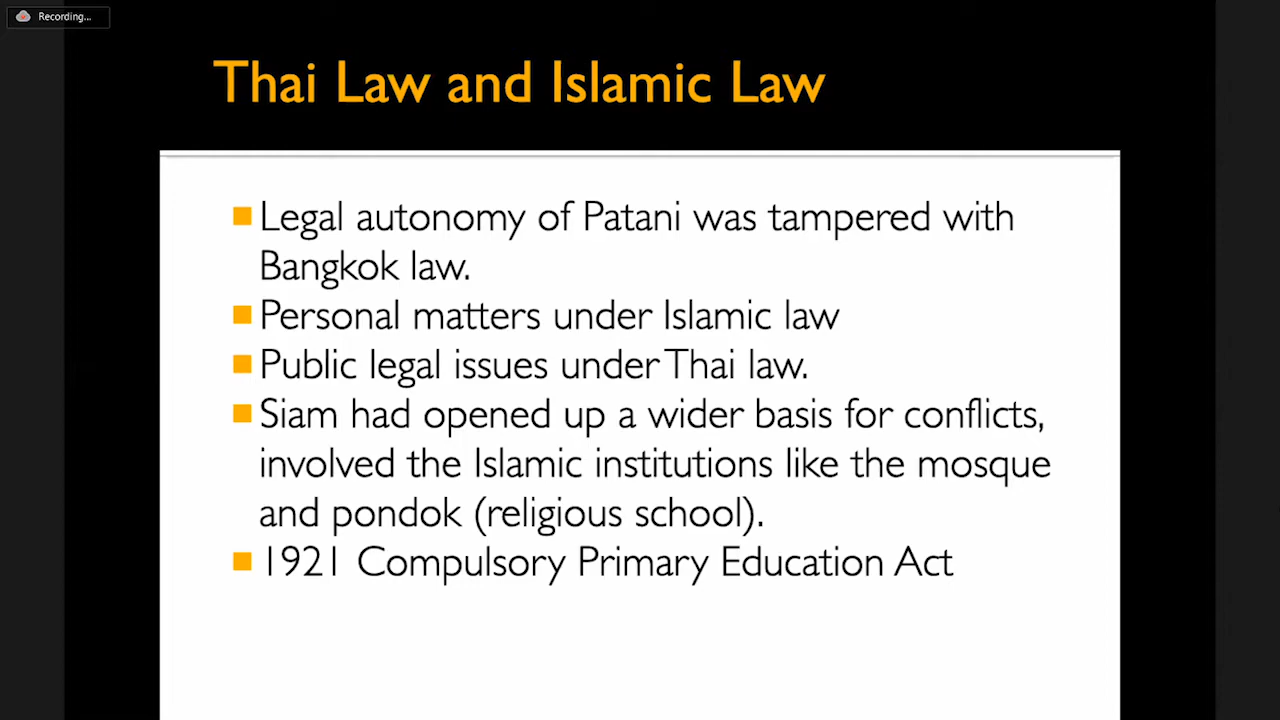 Recording...
Thai Law and Islamic Law
Legal autonomy of Patani was tampered with
Bangkok law.
Personal matters under Islamic law
Public legal issues under Thai law.
Siam had opened up a wider basis for conflicts,
involved the Islamic institutions like the mosque
and pondok (religious school).
1921 Compulsory Primary Education Act